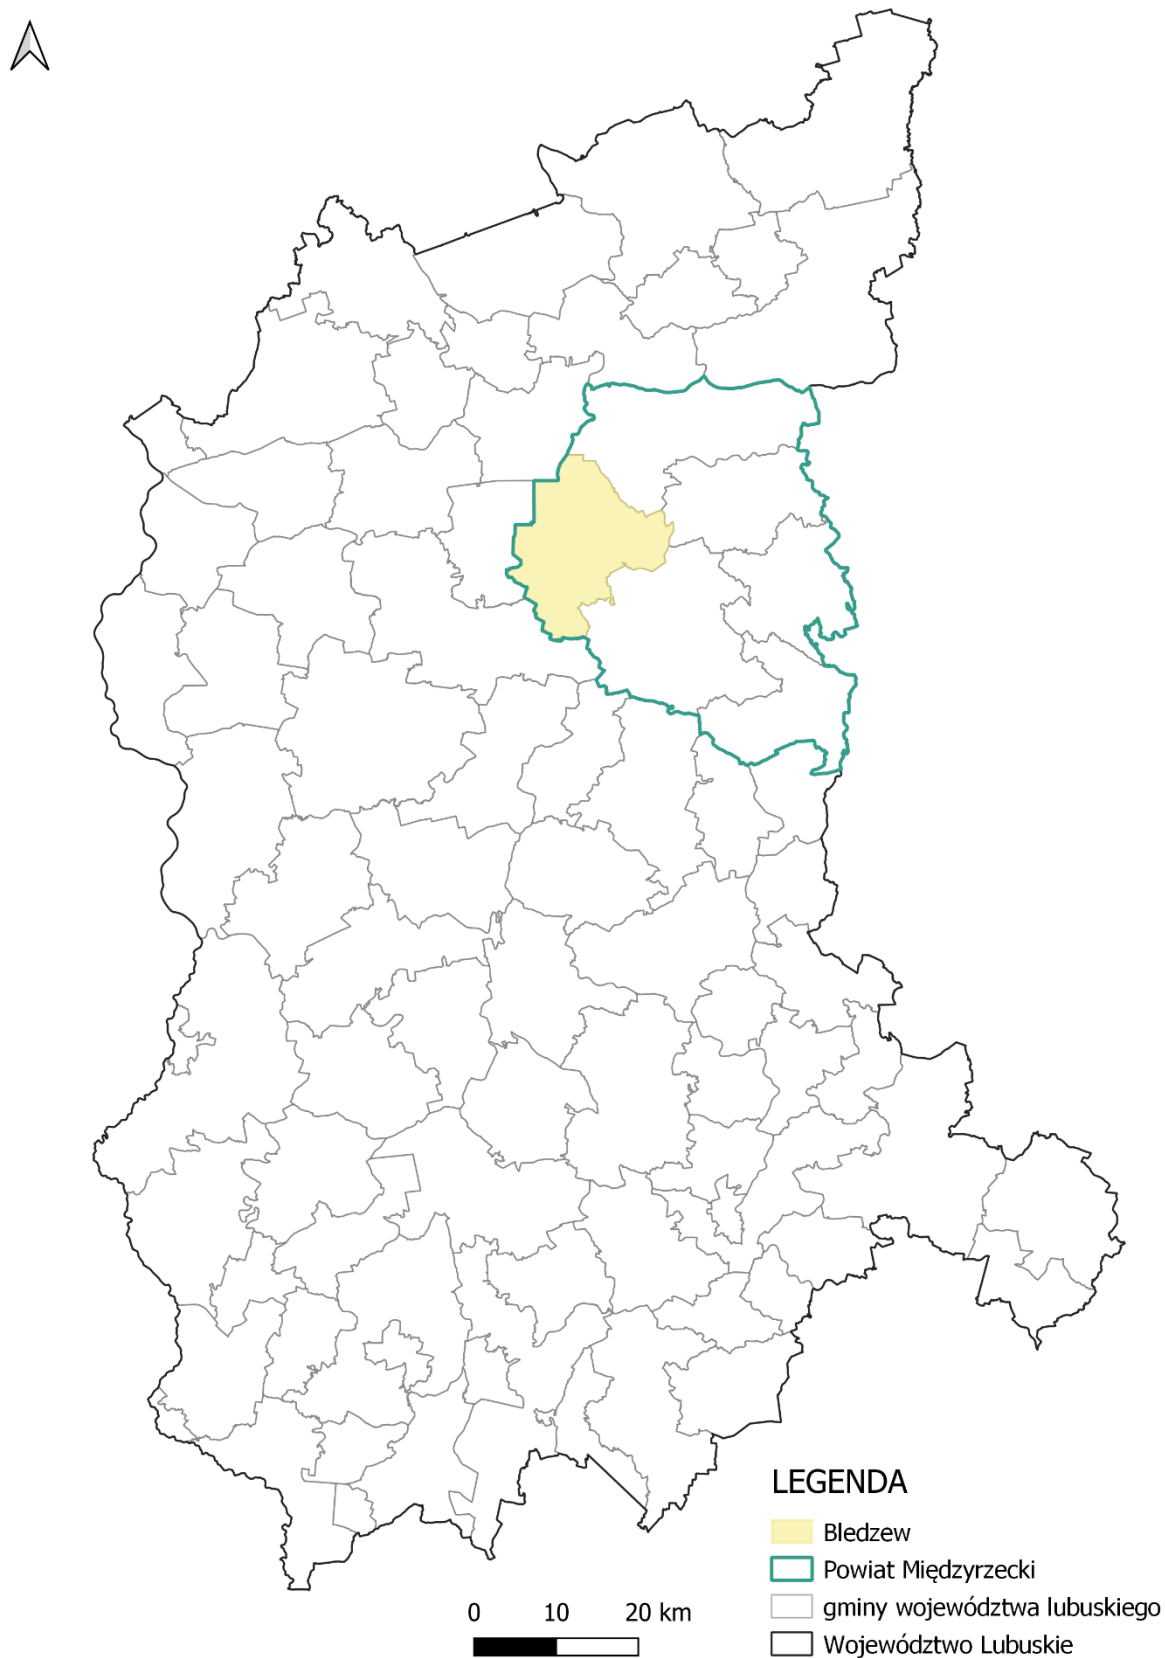 LEGENDA
Bledzew
Powiat Międzyrzecki
gminy województwa lubuskiego
Województwo Lubuskie
0 10 20 km